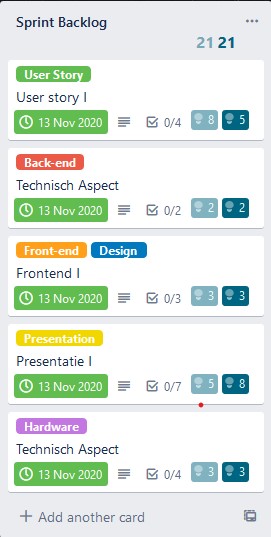 Sprint Backlog
21 21
User Story
User story I
13 Nov 2020 0/4 8 5
Back-end
Technisch Aspect
13 Nov 2020 0/2 2 2
Front-end Design
Frontend I
13 Nov 2020 0/3 3 3
Presentation
Presentatie I
13 Nov 2020 0/7 5 8
Hardware
Technisch Aspect
13 Nov 2020 0/4 3 3
+ Add another card